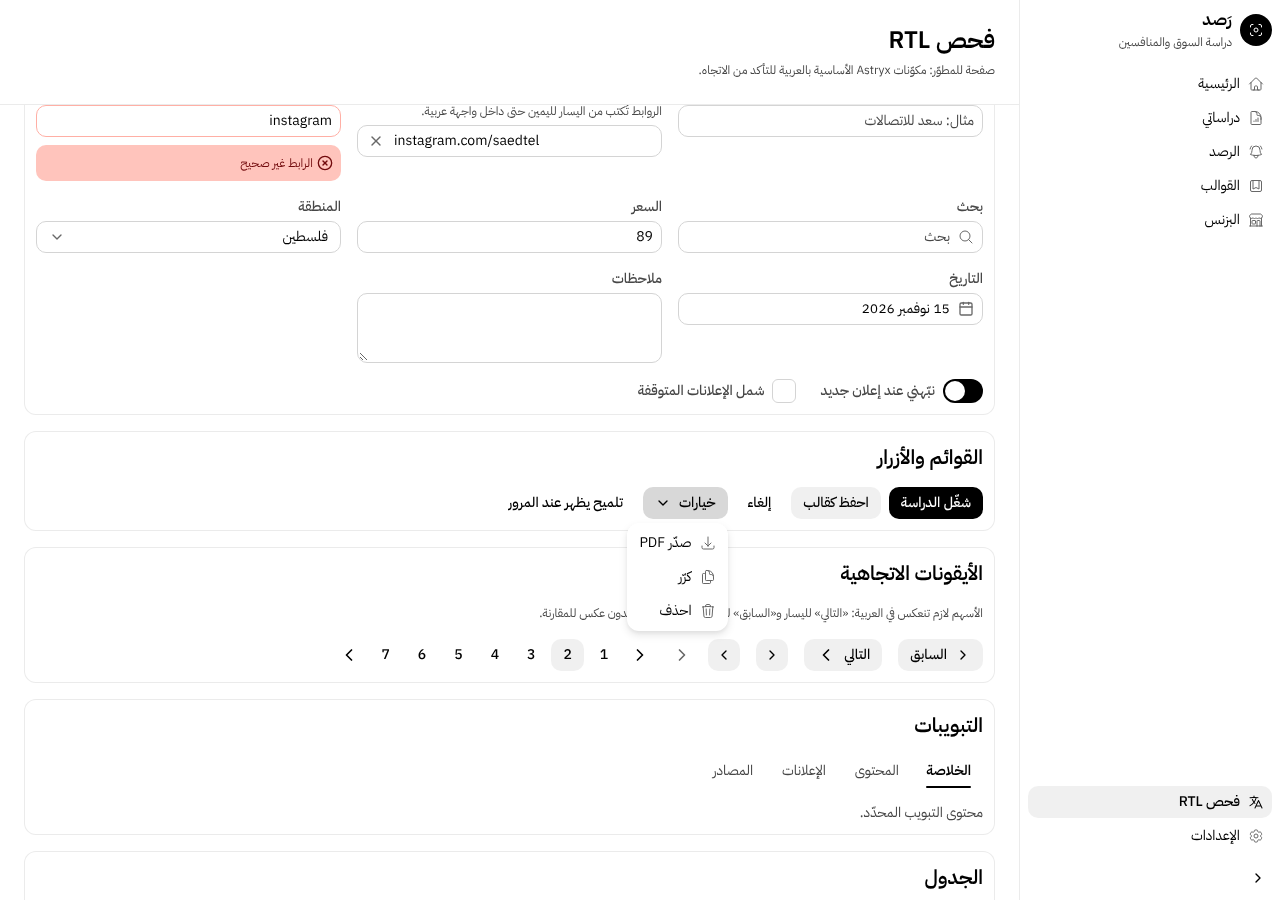 رَصد
دراسة السوق والمنافسين
الرئيسية
دراساتي
الرصد
القوالب
البزنس
فحص RTL
الإعدادات
فحص RTL
صفحة للمطوّر: مكوّنات Astryx الأساسية بالعربية للتأكد من الاتجاه.
مثال: سعد للاتصالات
الروابط تُكتب من اليسار لليمين حتى داخل واجهة عربية.
instagram.com/saedtel
instagram
الرابط غير صحيح
بحث
السعر
المنطقة
بحث
89
فلسطين
التاريخ
ملاحظات
15 نوفمبر 2026
نبّهني عند إعلان جديد
شمل الإعلانات المتوقفة
القوائم والأزرار
شغّل الدراسة
احفظ كقالب
إلغاء
خيارات
تلميح يظهر عند المرور
صدّر PDF
كرّر
احذف
الأيقونات الاتجاهية
الأسهم لازم تنعكس في العربية: «التالي» لليسار و«السابق»
بدون عكس للمقارنة.
السابق
التالي
1 2 3 4 5 6 7
التبويبات
الخلاصة
المحتوى
الإعلانات
المصادر
محتوى التبويب المحدّد.
الجدول